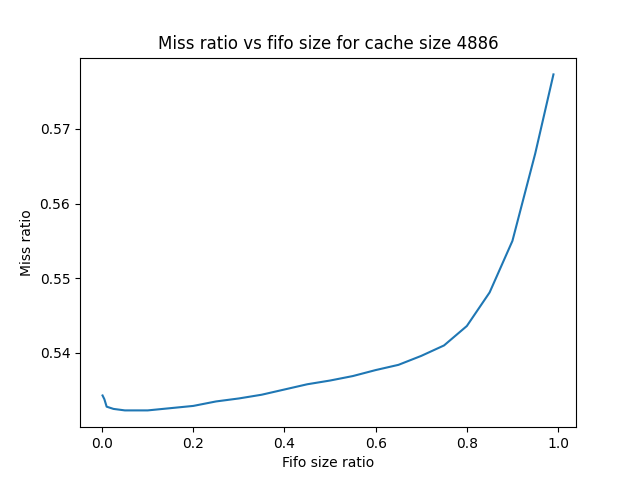 Miss ratio vs fifo size for cache size 4886
0.57
0.56
0.55
0.54
Miss ratio
0.0 0.2 0.4 0.6 0.8 1.0
Fifo size ratio